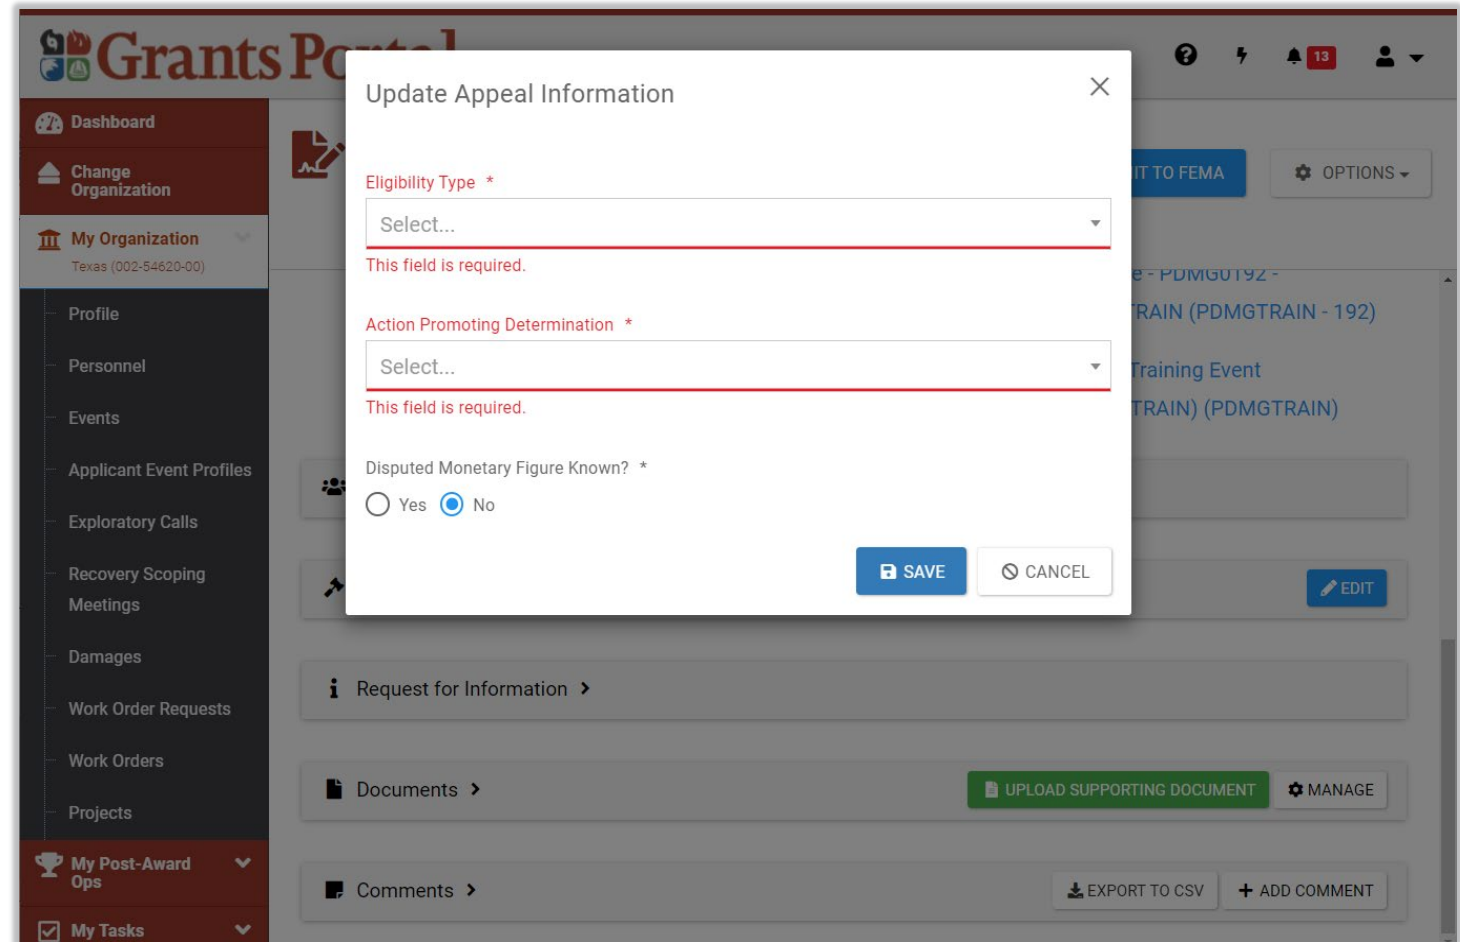 Grants Po
13
Dashboard
Change
Organization
My Organization
Texas (002-54620-00)
Profile
Personnel
Events
Applicant Event Profiles
Exploratory Calls
Recovery Scoping
Meetings
Damages
Work Order Requests
Work Orders
Projects
My Post-Award
Ops
My Tasks
Update Appeal Information
Eligibility Type *
Select...
This field is required.
Action Promoting Determination *
Select...
This field is required.
Disputed Monetary Figure Known? *
Yes No
SAVE CANCEL
IT TO FEMA OPTIONS
e - PDMG0192 -
RAIN (PDMGTRAIN - 192)
Training Event
TRAIN) (PDMGTRAIN)
EDIT
Request for Information
Documents UPLOAD SUPPORTING DOCUMENT MANAGE
Comments EXPORT TO CSV ADD COMMENT